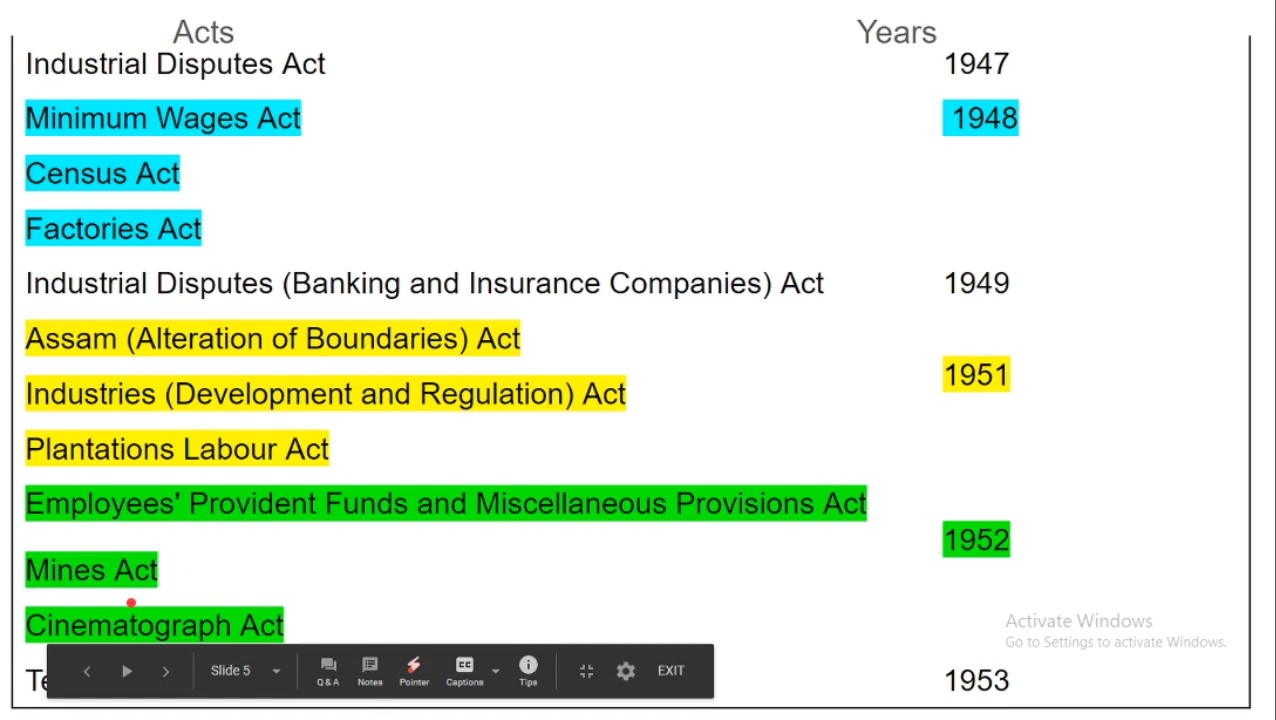 Acts Years
Industrial Disputes Act 1947
Minimum Wages Act 1948
Census Act
Factories Act
Industrial Disputes (Banking and Insurance Companies) Act 1949
Assam (Alteration of Boundaries) Act
1951
Industries (Development and Regulation) Act
Plantations Labour Act
Employees' Provident Funds and Miscellaneous Provisions Act
1952
Mines Act
Cinematograph Act
Activate Windows
Go to Settings to activate Windows.
Slide 5 Q&A Notes Pointer CC Captions Tips EXIT
1953